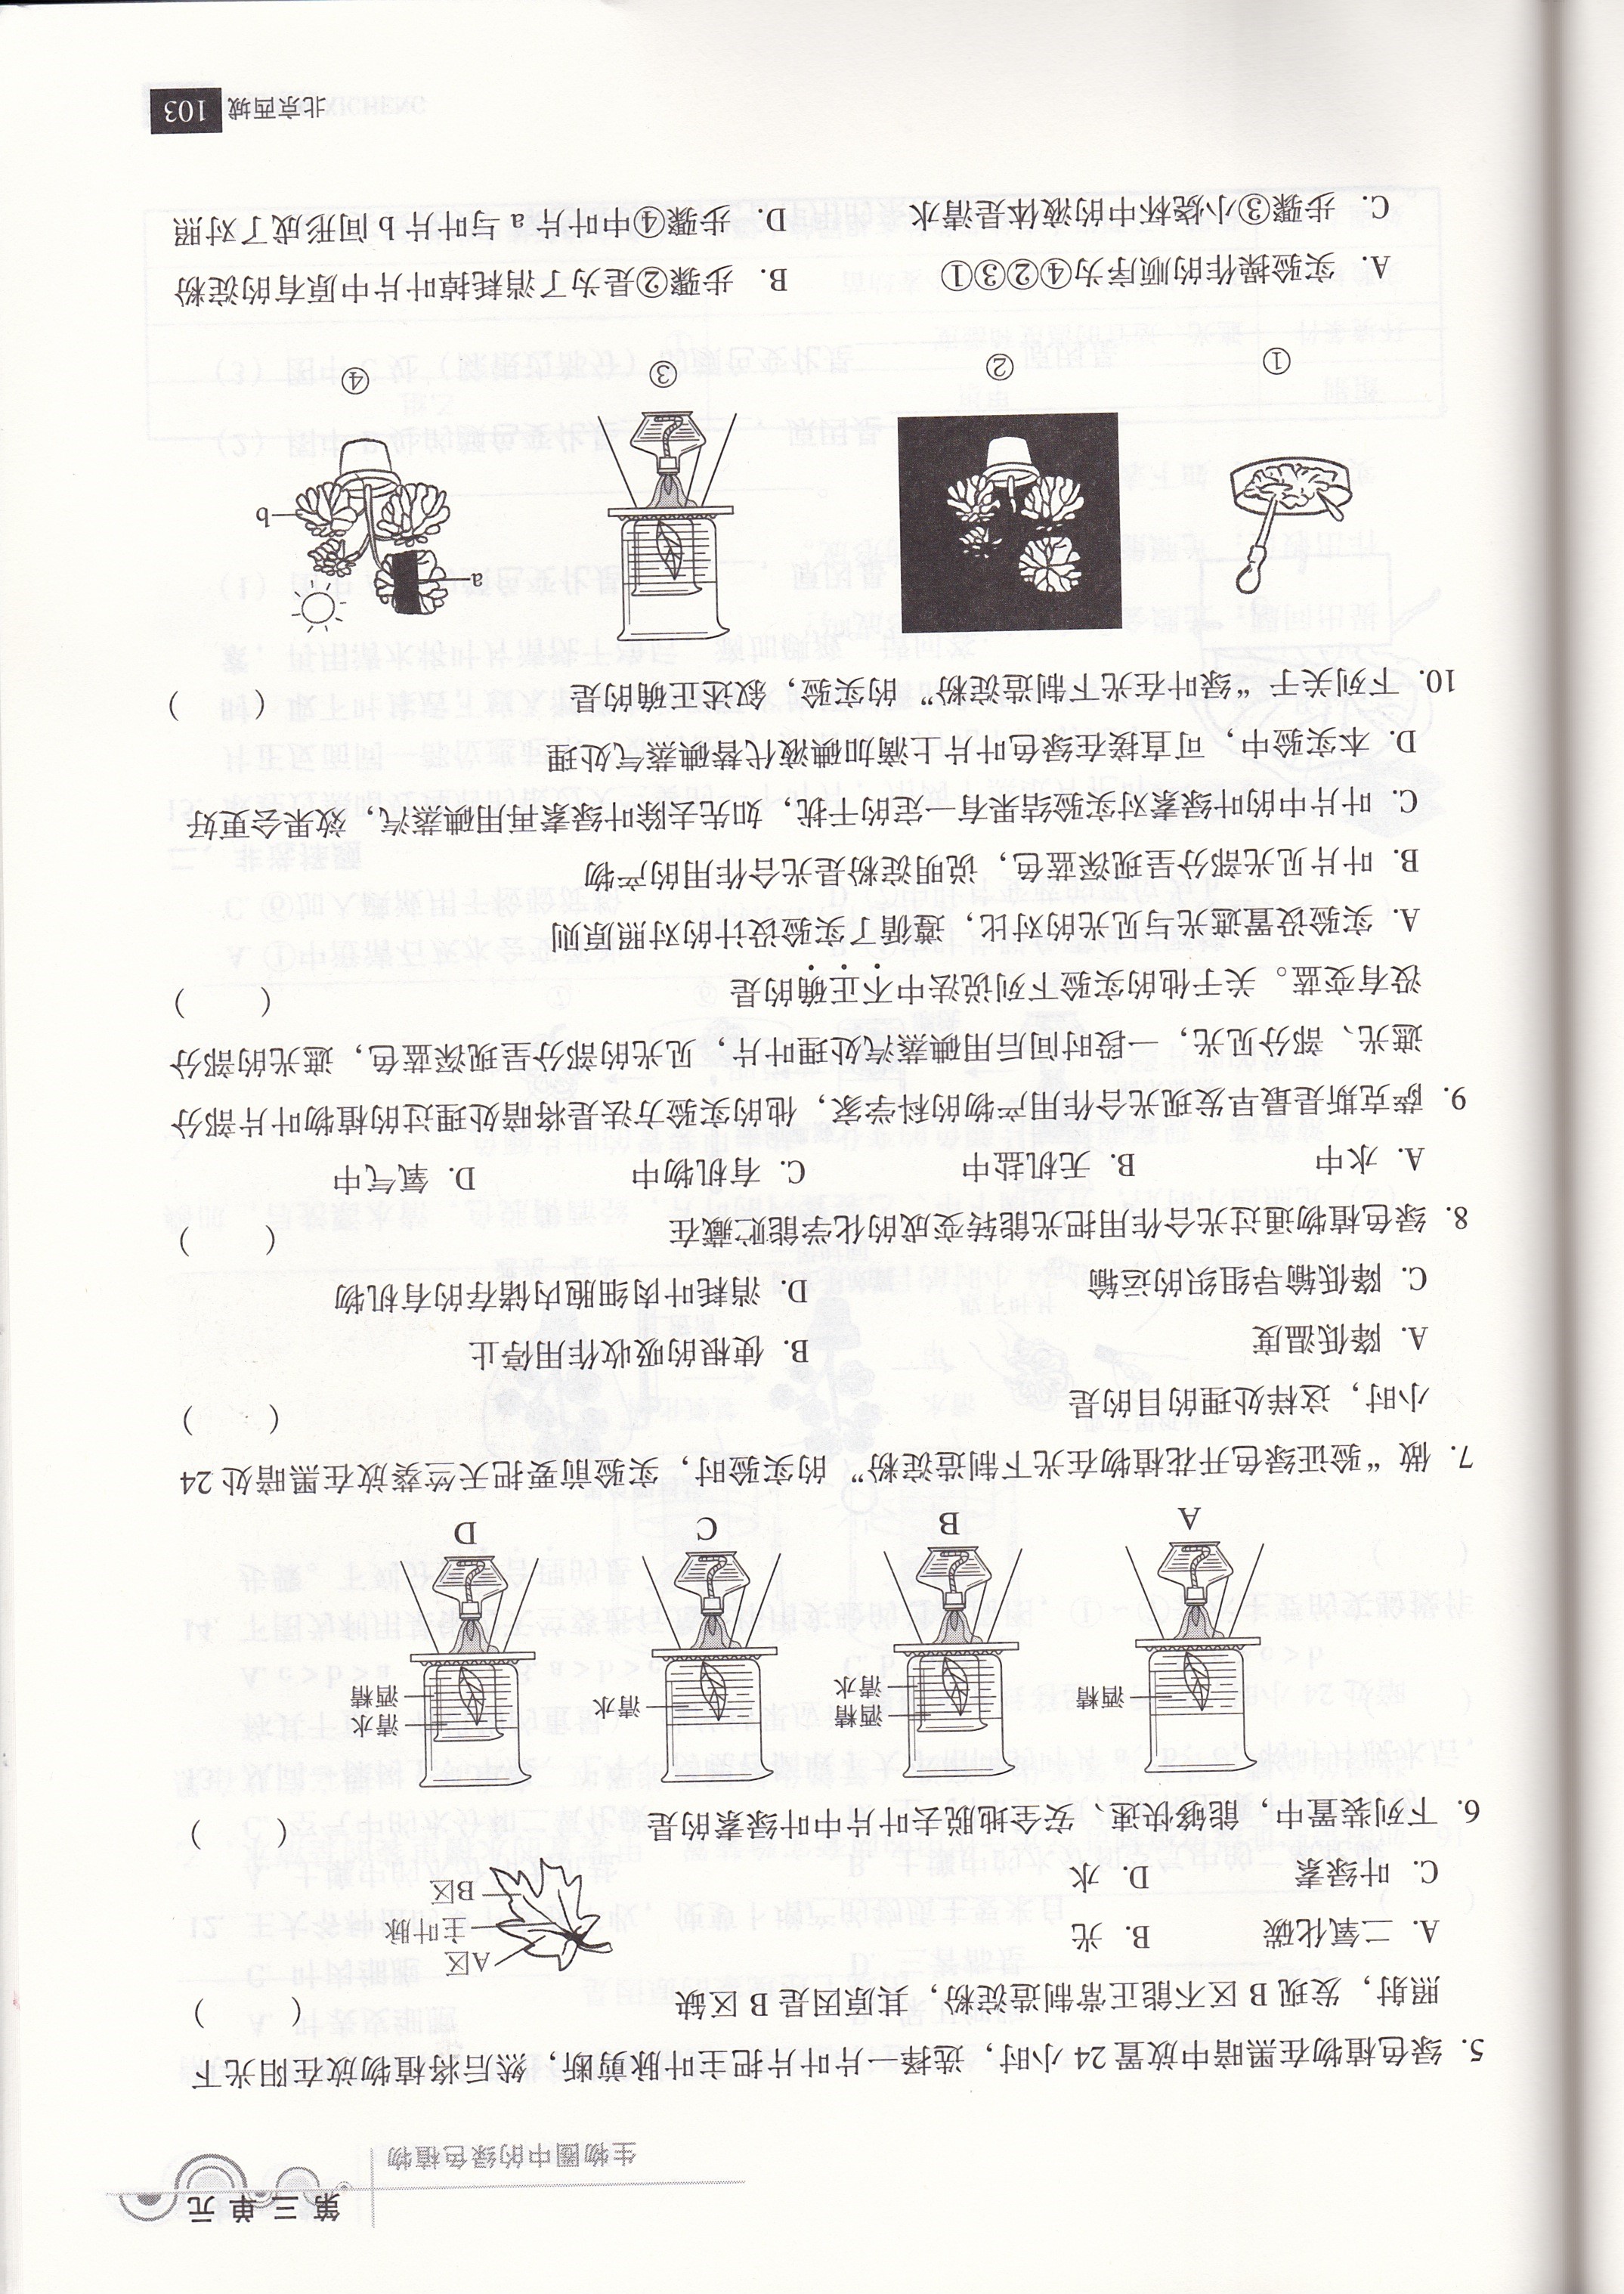 第三单元
生物圈中的绿色植物
5. 绿色植物在黑暗中放置 24 小时，选择一片叶片把主叶脉剪断，然后将植物放在阳光下
照射，发现 B 区不能正常制造淀粉，其原因是 B 区缺 （ ）
A. 二氧化碳 B. 光
C. 叶绿素 D. 水
A区
主叶脉
B区
6. 下列装置中，能够快速、安全地脱去叶片中叶绿素的是 （ ）
酒精
酒精
清水
清水
清水
酒精
A B C D
7. 做“验证绿色开花植物在光下制造淀粉”的实验时，实验前要把天竺葵放在黑暗处 24
小时，这样处理的目的是 （ ）
A. 降低温度 B. 使根的吸收作用停止
C. 降低输导组织的运输 D. 消耗叶肉细胞内储存的有机物
8. 绿色植物通过光合作用把光能转变成的化学能贮藏在 （ ）
A. 水中 B. 无机盐中 C. 有机物中 D. 氧气中
9. 萨克斯是最早发现光合作用产物的科学家，他的实验方法是将暗处理过的植物叶片部分
遮光、部分见光，一段时间后用碘蒸汽处理叶片，见光的部分呈现深蓝色，遮光的部分
没有变蓝。关于他的实验下列说法中不正确的是 （ ）
A. 实验设置遮光与见光的对比，遵循了实验设计的对照原则
B. 叶片见光部分呈现深蓝色，说明淀粉是光合作用的产物
C. 叶片中的叶绿素对实验结果有一定的干扰，如先去除叶绿素再用碘蒸汽，效果会更好
D. 本实验中，可直接在绿色叶片上滴加碘液代替碘蒸气处理
10. 下列关于“绿叶在光下制造淀粉”的实验，叙述正确的是 （ ）
a
b
① ② ③ ④
A. 实验操作的顺序为④②③① B. 步骤②是为了消耗掉叶片中原有的淀粉
C. 步骤③小烧杯中的液体是清水 D. 步骤④中叶片 a 与叶片 b 间形成了对照
北京西城 103